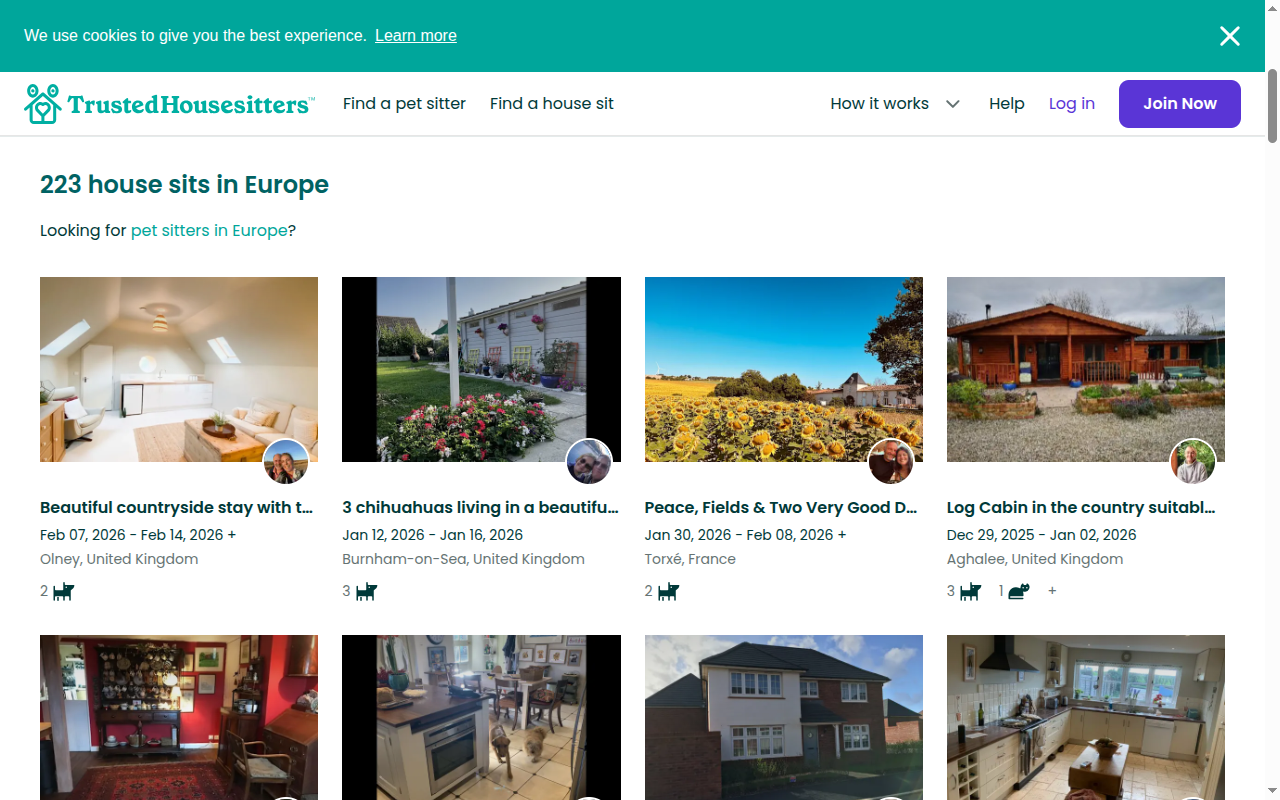 We use cookies to give you the best experience. Learn more
TrustedHousesitters™
Find a pet sitter
Find a house sit
How it works
Help
Log in
Join Now
223 house sits in Europe
Looking for pet sitters in Europe?
Beautiful countryside stay with t...
Feb 07, 2026 - Feb 14, 2026 +
Olney, United Kingdom
2
3 chihuahuas living in a beautifu...
Jan 12, 2026 - Jan 16, 2026
Burnham-on-Sea, United Kingdom
3
Peace, Fields & Two Very Good D...
Jan 30, 2026 - Feb 08, 2026 +
Torxé, France
2
Log Cabin in the country suitabl...
Dec 29, 2025 - Jan 02, 2026
Aghalee, United Kingdom
3 1 +